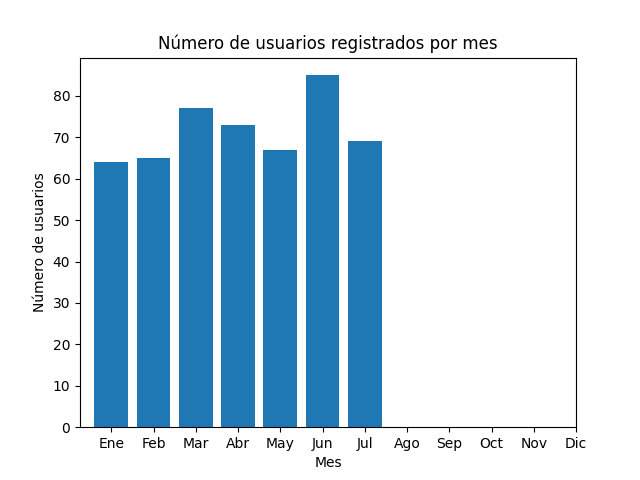 Número de usuarios registrados por mes
Número de usuarios
80
70
60
50
40
30
20
10
0
Ene Feb Mar Abr May Jun Jul Ago Sep Oct Nov Dic
Mes